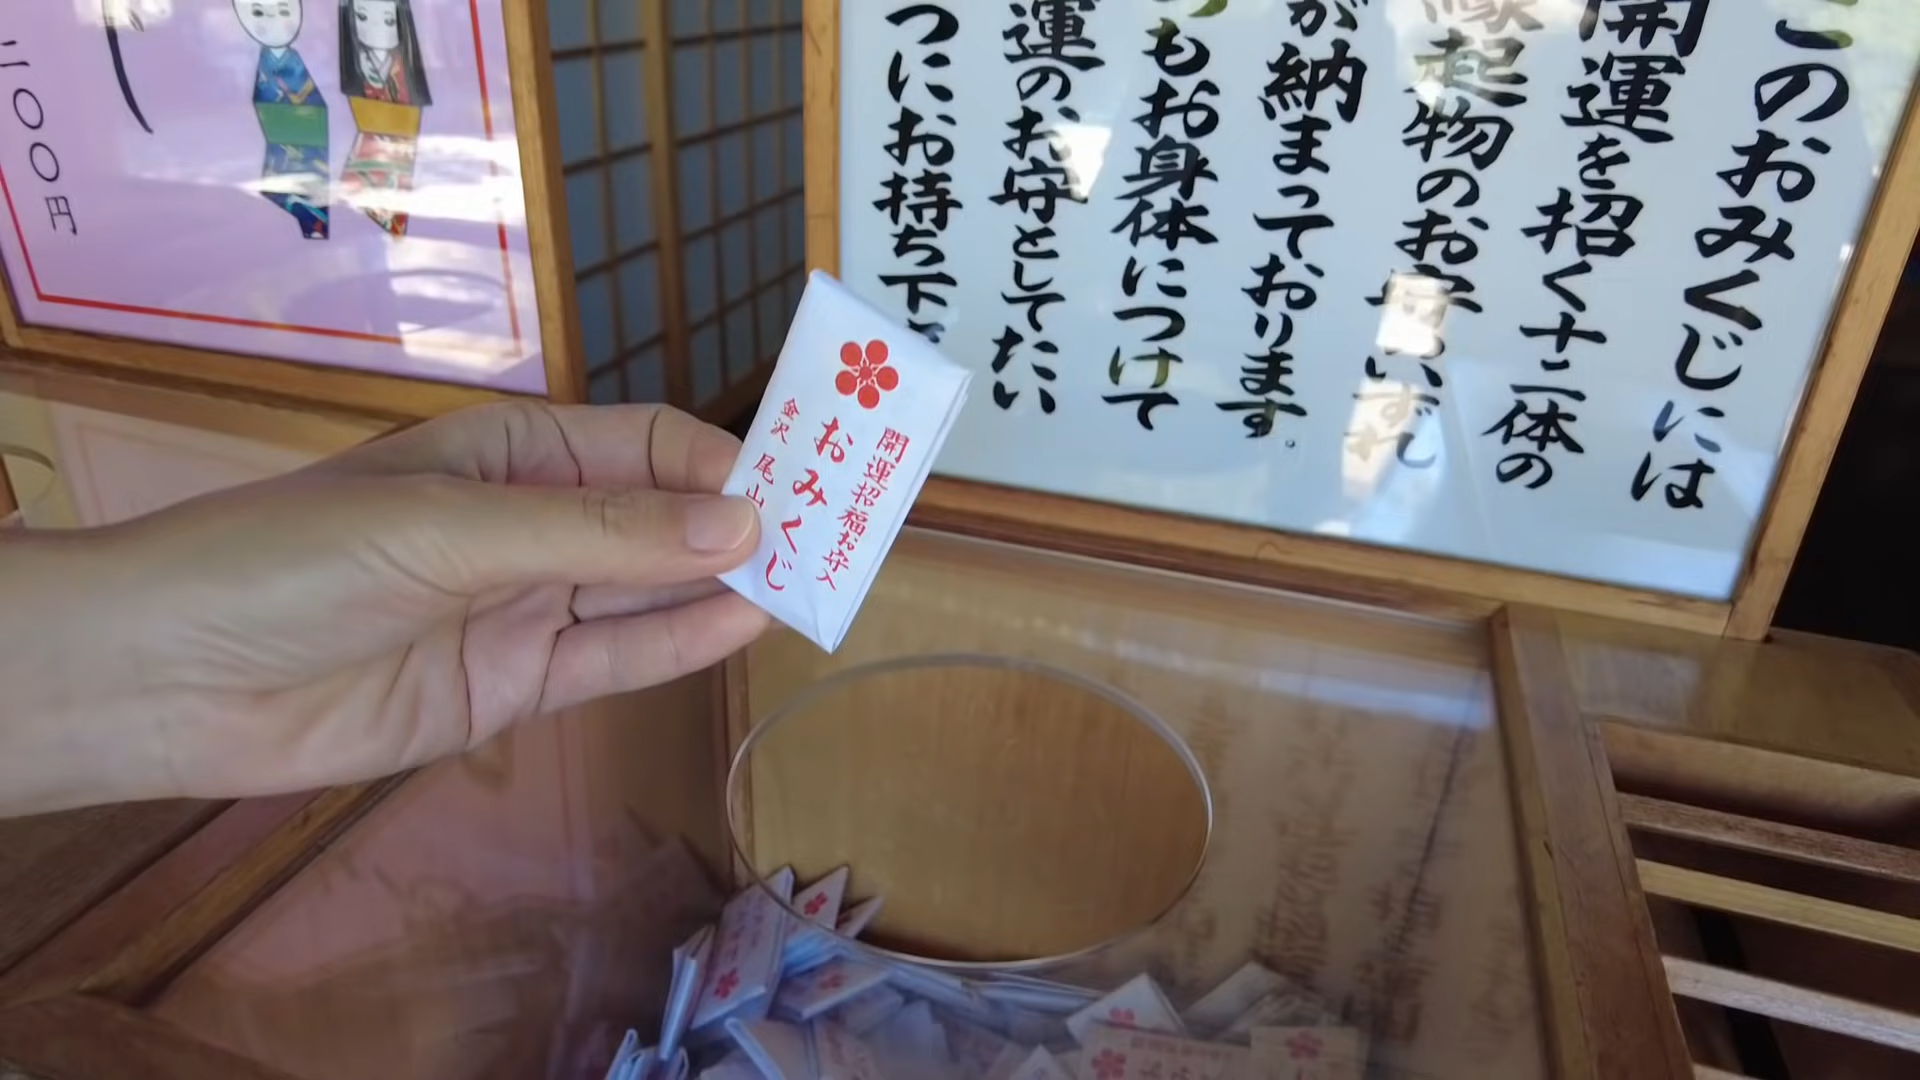 このおみくじには
開運を招く十二体の
縁起物のお守いずれ
が納まっております。
もお身体につけて
運のお守としてたい
つにお持ち下
開運招福お守入
おみくじ
金沢 尾山
二〇〇円